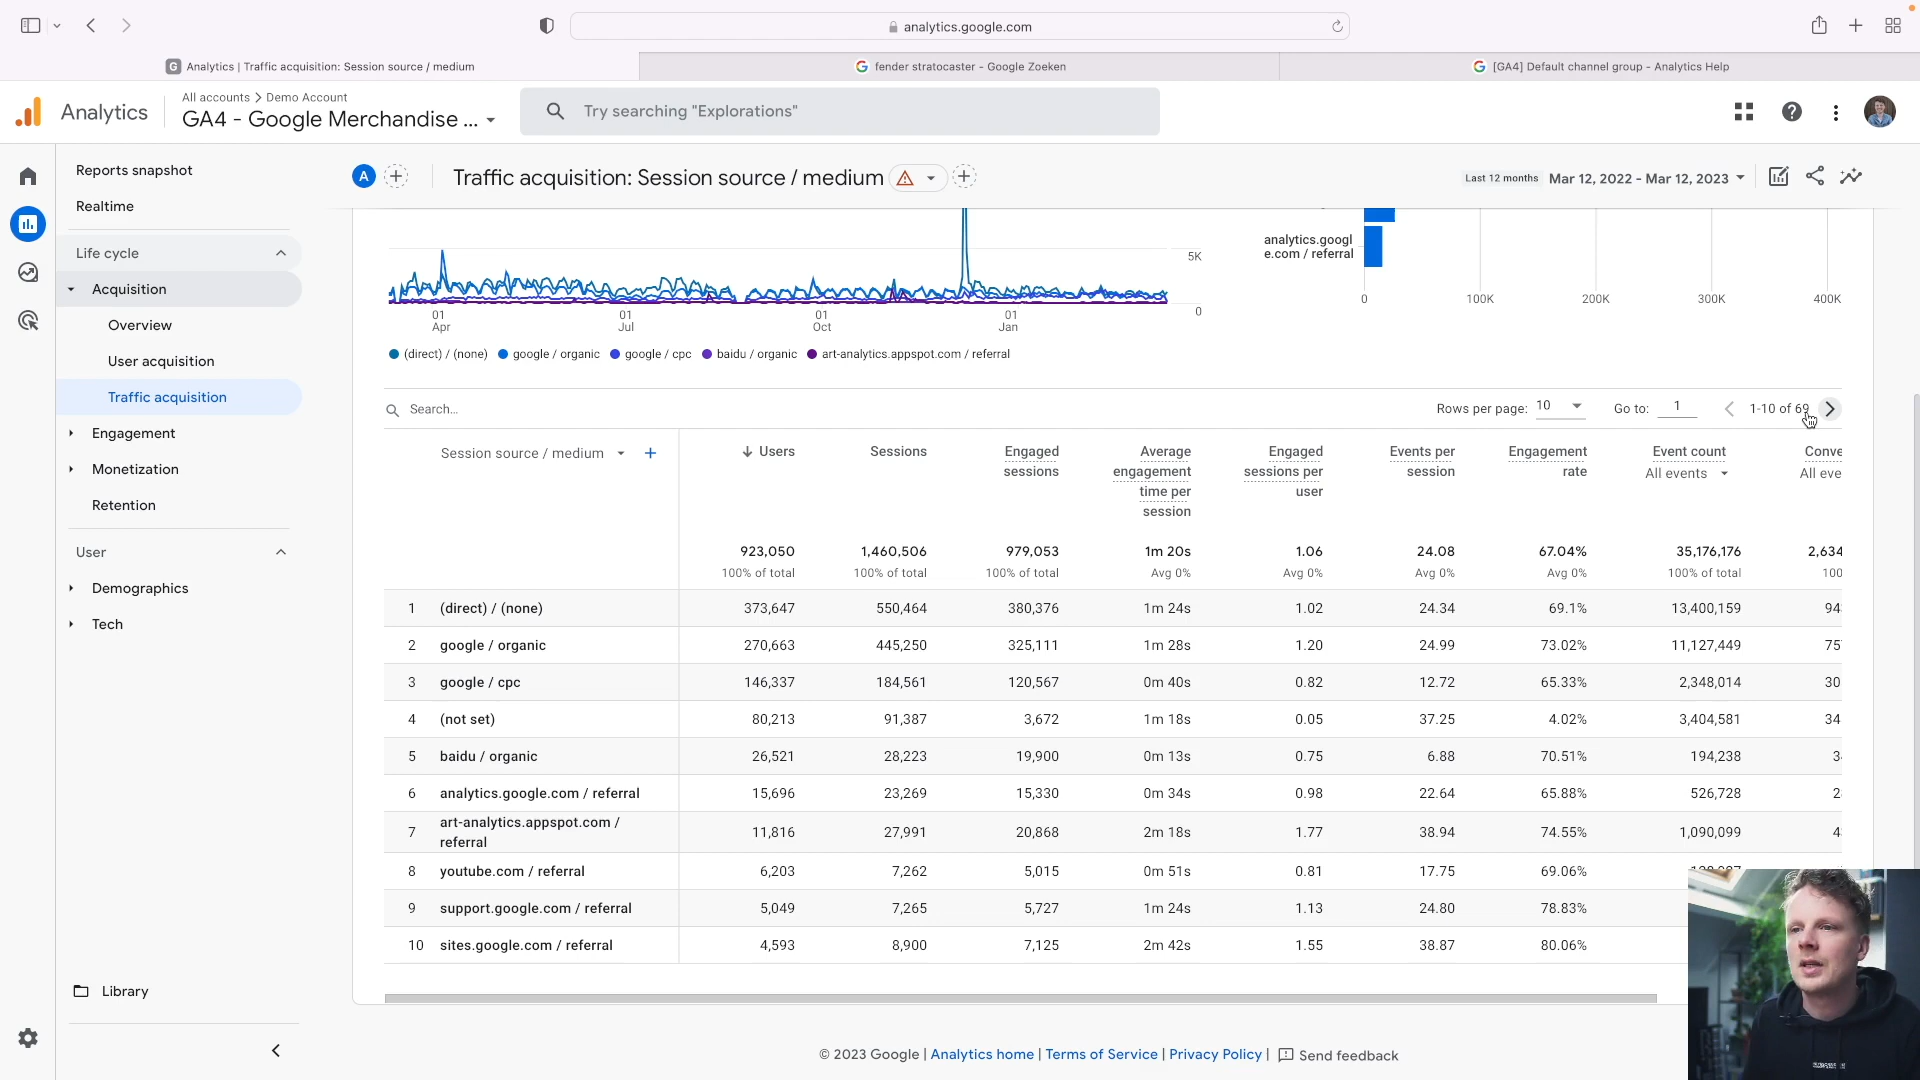 analytics.google.com
Analytics | Traffic acquisition: Session source / medium
fender stratocaster - Google Zoeken
[GA4] Default channel group - Analytics Help
Analytics
All accounts > Demo Account
GA4 - Google Merchandise ...
Try searching "Explorations"
Reports snapshot
Realtime
Life cycle
Acquisition
Overview
User acquisition
Traffic acquisition
Engagement
Monetization
Retention
User
Demographics
Tech
Library
A
Traffic acquisition: Session source / medium
Last 12 months Mar 12, 2022 - Mar 12, 2023
5K
0
01 Apr
01 Jul
01 Oct
01 Jan
(direct) / (none) google / organic google / cpc baidu / organic art-analytics.appspot.com / referral
analytics.googl
e.com / referral
0 100K 200K 300K 400K
Search...
Rows per page: 10 Go to: 1 1-10 of 69
Session source / medium
Users
Sessions
Engaged sessions
Average engagement time per session
Engaged sessions per user
Events per session
Engagement rate
Event count
All events
Conve
All eve
923,050 1,460,506 979,053 1m 20s 1.06 24.08 67.04% 35,176,176 2,634
100% of total 100% of total 100% of total Avg 0% Avg 0% Avg 0% Avg 0% 100% of total 100
1 (direct) / (none) 373,647 550,464 380,376 1m 24s 1.02 24.34 69.1% 13,400,159 94
2 google / organic 270,663 445,250 325,111 1m 28s 1.20 24.99 73.02% 11,127,449 75
3 google / cpc 146,337 184,561 120,567 0m 40s 0.82 12.72 65.33% 2,348,014 30
4 (not set) 80,213 91,387 3,672 1m 18s 0.05 37.25 4.02% 3,404,581 34
5 baidu / organic 26,521 28,223 19,900 0m 13s 0.75 6.88 70.51% 194,238 3
6 analytics.google.com / referral 15,696 23,269 15,330 0m 34s 0.98 22.64 65.88% 526,728 2
7 art-analytics.appspot.com / referral 11,816 27,991 20,868 2m 18s 1.77 38.94 74.55% 1,090,099 4
8 youtube.com / referral 6,203 7,262 5,015 0m 51s 0.81 17.75 69.06%
9 support.google.com / referral 5,049 7,265 5,727 1m 24s 1.13 24.80 78.83%
10 sites.google.com / referral 4,593 8,900 7,125 2m 42s 1.55 38.87 80.06%
© 2023 Google | Analytics home | Terms of Service | Privacy Policy | Send feedback